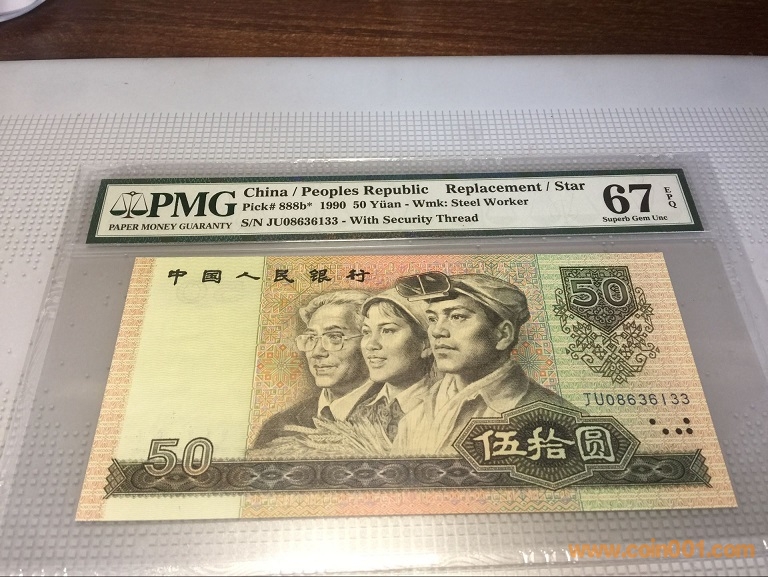 PMG
PAPER MONEY GUARANTY
China / Peoples Republic Replacement / Star
Pick# 888b* 1990 50 Yüan - Wmk: Steel Worker
S/N JU08636133 - With Security Thread
67 EPQ
Superb Gem Unc
中国人民银行
50
JU08636133
50
伍拾圆
www.coin001.com